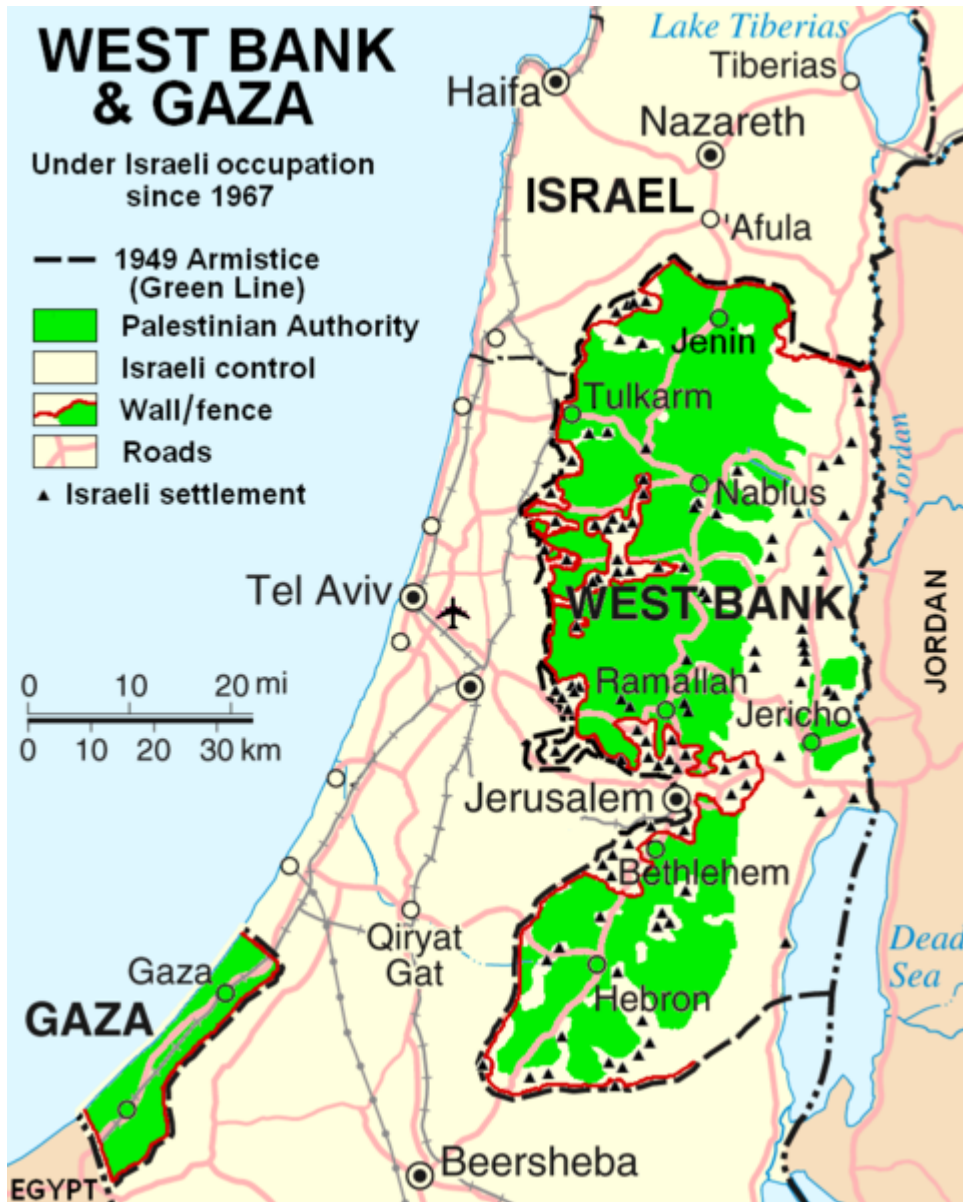 WEST BANK
& GAZA
Under Israeli occupation
since 1967
1949 Armistice
(Green Line)
Palestinian Authority
Israeli control
Wall/fence
Roads
Israeli settlement
Lake Tiberias
Tiberias
Haifa
Nazareth
ISRAEL
'Afula
Jenin
Tulkarm
Jordan
Nablus
Tel Aviv
WEST BANK
JORDAN
0 10 20 mi
0 10 20 30 km
Ramallah
Jericho
Jerusalem
Bethlehem
Qiryat
Gat
Dead
Sea
Gaza
GAZA
Hebron
Beersheba
EGYPT